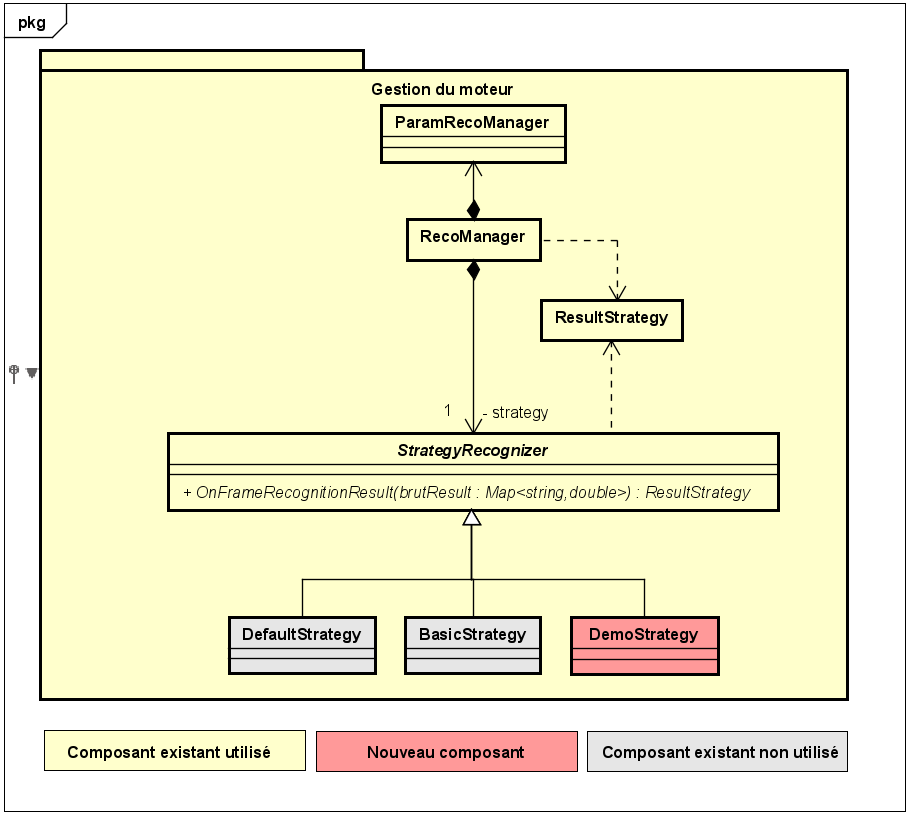 pkg
Gestion du moteur
ParamRecoManager
RecoManager
ResultStrategy
1
- strategy
StrategyRecognizer
+ OnFrameRecognitionResult(brutResult : Map<string,double>) : ResultStrategy
DefaultStrategy
BasicStrategy
DemoStrategy
Composant existant utilisé
Nouveau composant
Composant existant non utilisé